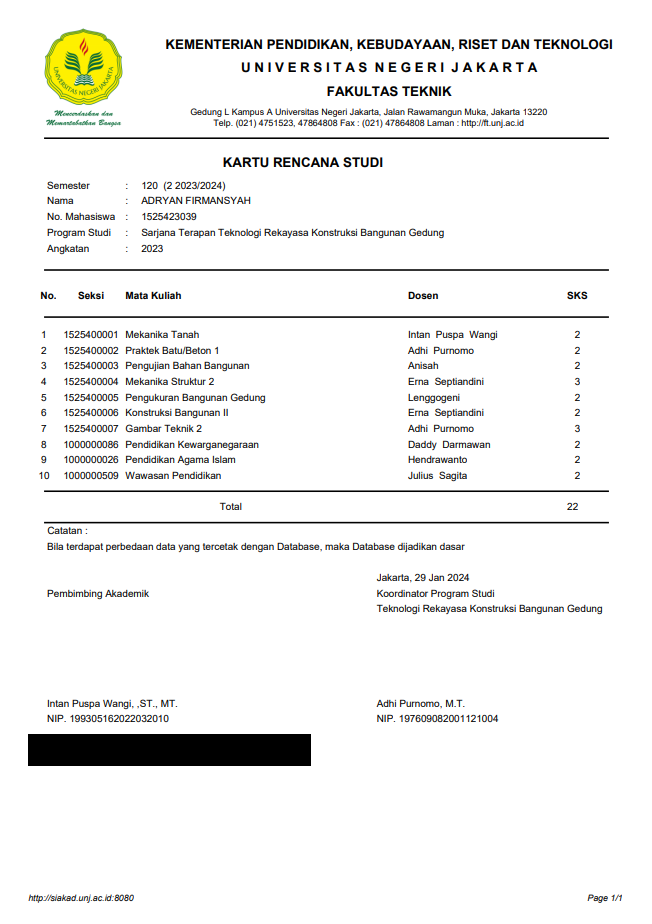 KEMENTERIAN PENDIDIKAN, KEBUDAYAAN, RISET DAN TEKNOLOGI
UNIVERSITAS NEGERI JAKARTA
FAKULTAS TEKNIK
Gedung L Kampus A Universitas Negeri Jakarta, Jalan Rawamangun Muka, Jakarta 13220
Telp. (021) 4751523, 47864808 Fax : (021) 47864808 Laman : http://ft.unj.ac.id
UNIVERSITAS NEGERI JAKARTA
Mencerdaskan dan
Memartabatkan Bangsa
KARTU RENCANA STUDI
Semester : 120 (2 2023/2024)
Nama : ADRYAN FIRMANSYAH
No. Mahasiswa : 1525423039
Program Studi : Sarjana Terapan Teknologi Rekayasa Konstruksi Bangunan Gedung
Angkatan : 2023
No. Seksi Mata Kuliah Dosen SKS
1 1525400001 Mekanika Tanah Intan Puspa Wangi 2
2 1525400002 Praktek Batu/Beton 1 Adhi Purnomo 2
3 1525400003 Pengujian Bahan Bangunan Anisah 2
4 1525400004 Mekanika Struktur 2 Erna Septiandini 3
5 1525400005 Pengukuran Bangunan Gedung Lenggogeni 2
6 1525400006 Konstruksi Bangunan II Erna Septiandini 2
7 1525400007 Gambar Teknik 2 Adhi Purnomo 3
8 1000000086 Pendidikan Kewarganegaraan Daddy Darmawan 2
9 1000000026 Pendidikan Agama Islam Hendrawanto 2
10 1000000509 Wawasan Pendidikan Julius Sagita 2
Total 22
Catatan :
Bila terdapat perbedaan data yang tercetak dengan Database, maka Database dijadikan dasar
Jakarta, 29 Jan 2024
Pembimbing Akademik Koordinator Program Studi
Teknologi Rekayasa Konstruksi Bangunan Gedung
Intan Puspa Wangi, ,ST., MT. Adhi Purnomo, M.T.
NIP. 199305162022032010 NIP. 197609082001121004
http://siakad.unj.ac.id:8080 Page 1/1